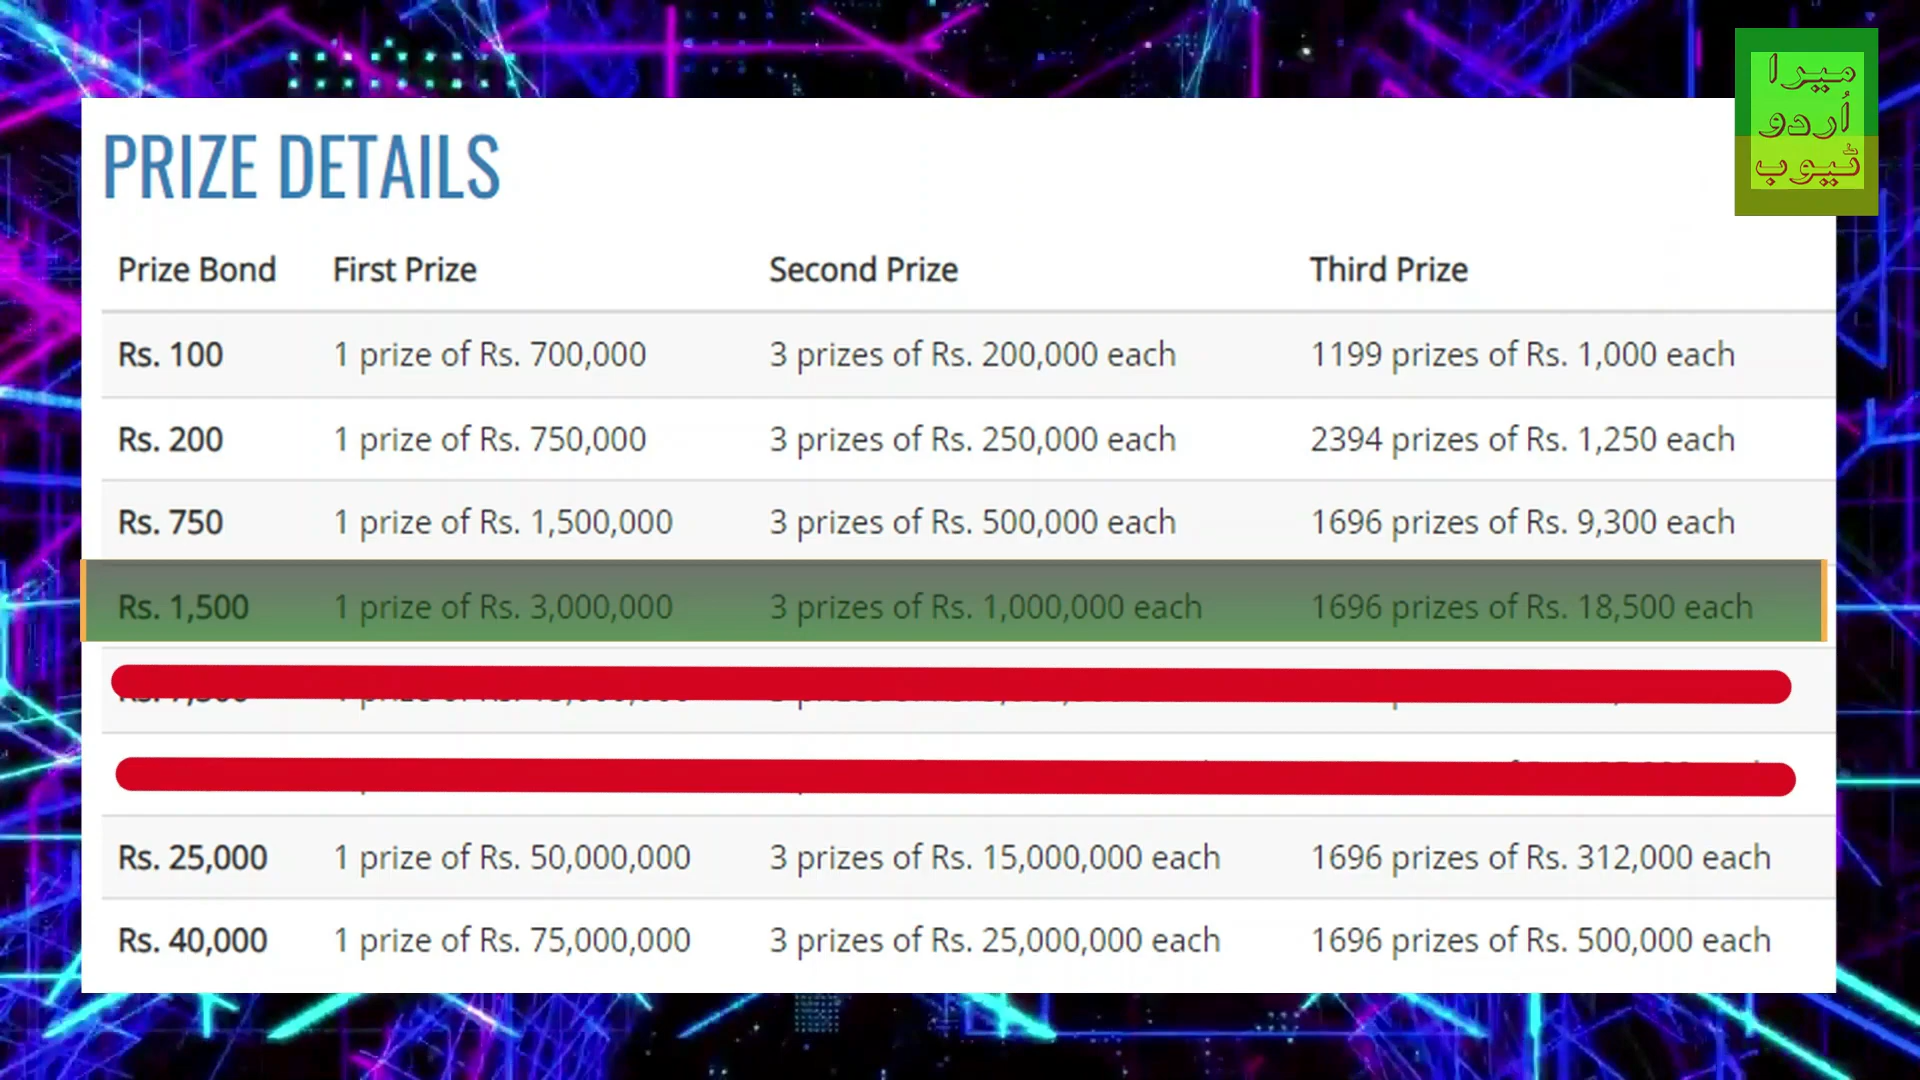 میرا
اُردو
ٹیوب
PRIZE DETAILS
Prize Bond First Prize Second Prize Third Prize
Rs. 100 1 prize of Rs. 700,000 3 prizes of Rs. 200,000 each 1199 prizes of Rs. 1,000 each
Rs. 200 1 prize of Rs. 750,000 3 prizes of Rs. 250,000 each 2394 prizes of Rs. 1,250 each
Rs. 750 1 prize of Rs. 1,500,000 3 prizes of Rs. 500,000 each 1696 prizes of Rs. 9,300 each
Rs. 1,500 1 prize of Rs. 3,000,000 3 prizes of Rs. 1,000,000 each 1696 prizes of Rs. 18,500 each
Rs. 25,000 1 prize of Rs. 50,000,000 3 prizes of Rs. 15,000,000 each 1696 prizes of Rs. 312,000 each
Rs. 40,000 1 prize of Rs. 75,000,000 3 prizes of Rs. 25,000,000 each 1696 prizes of Rs. 500,000 each